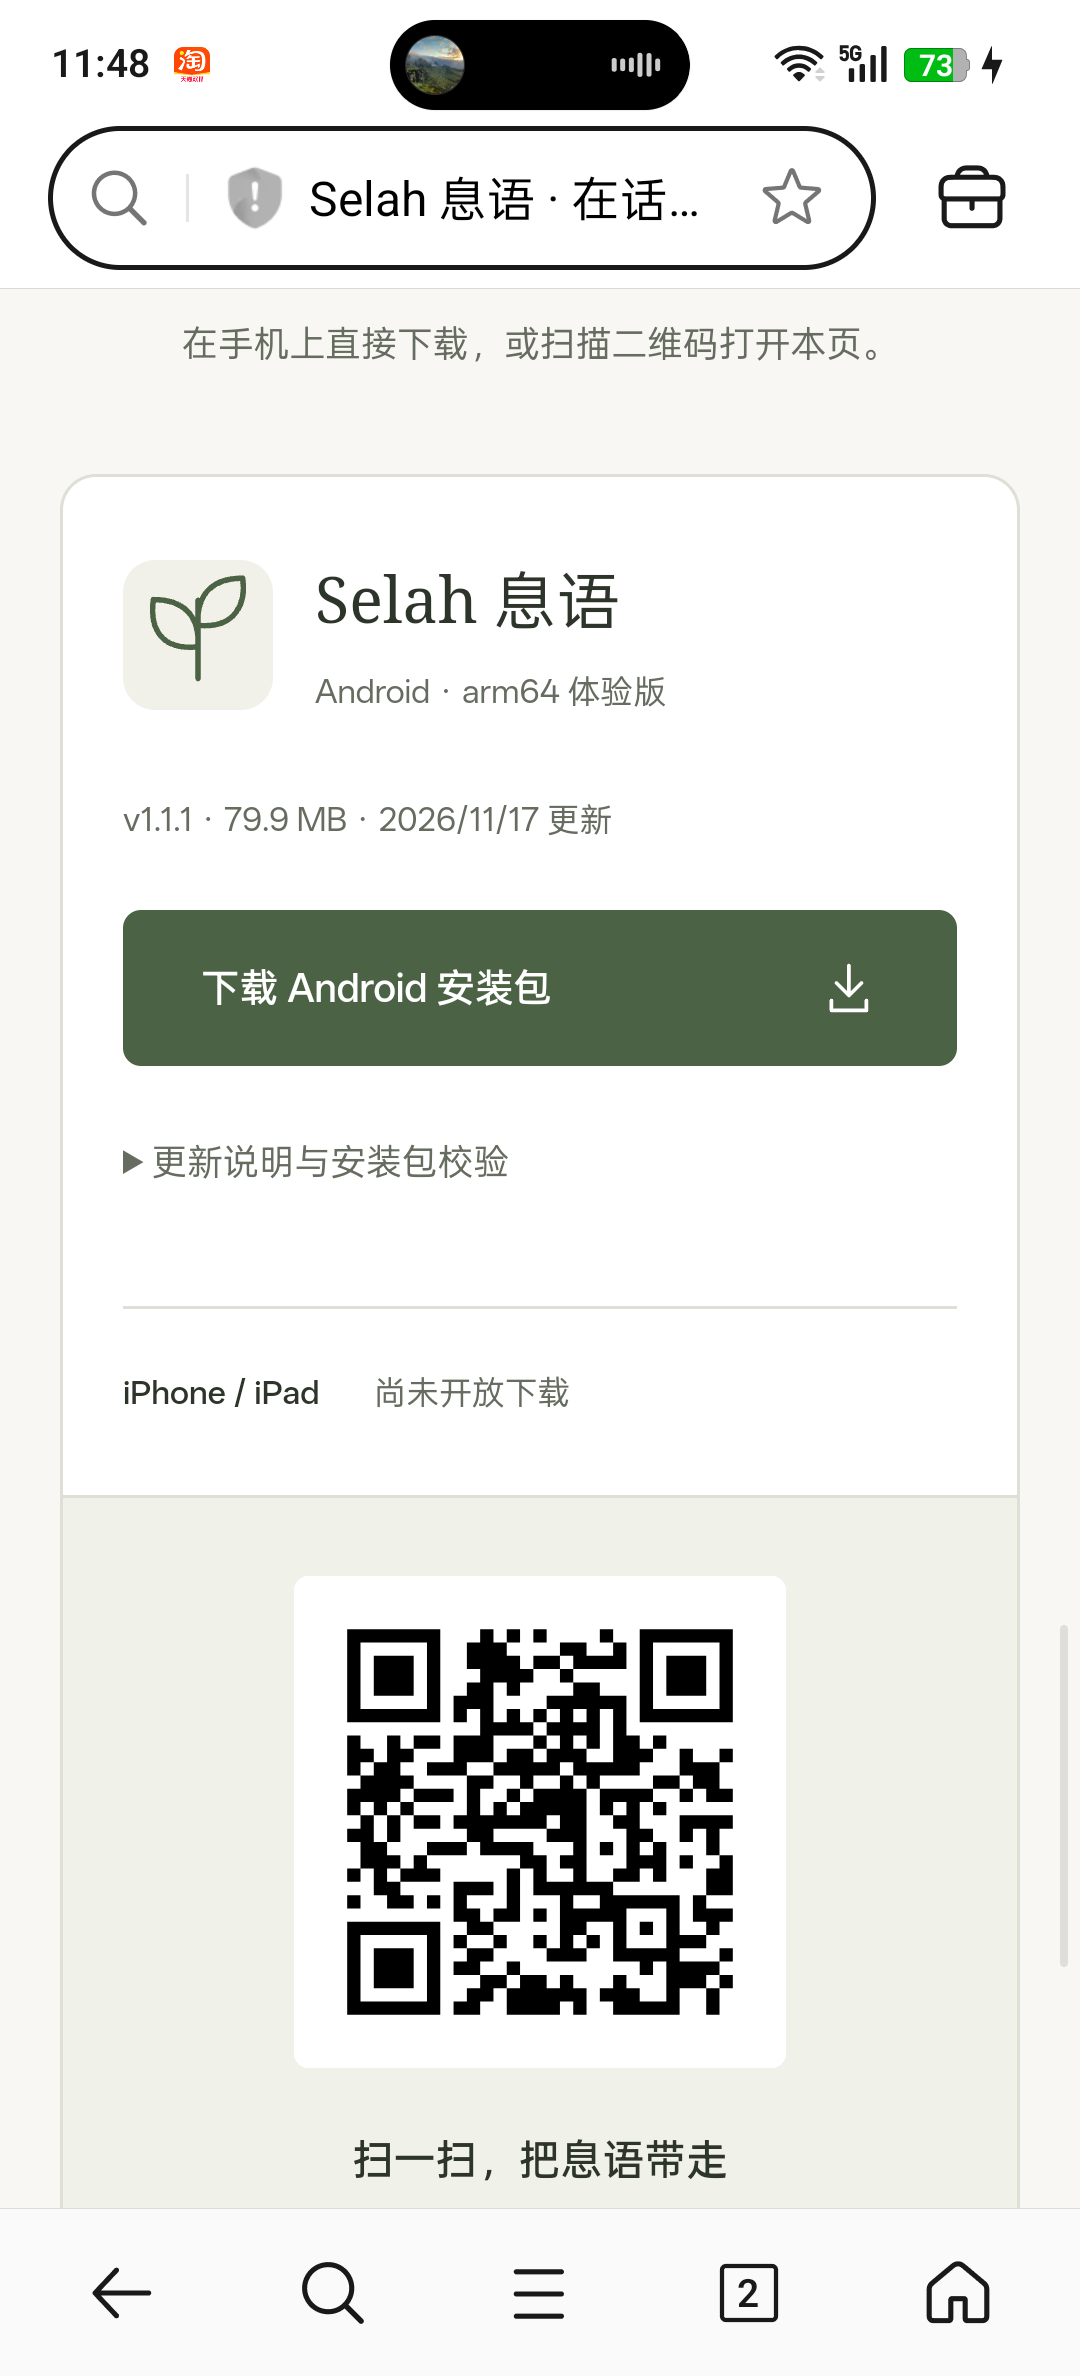 11:48
淘
5G
73
Selah 息语 · 在话...
在手机上直接下载，或扫描二维码打开本页。
Selah 息语
Android · arm64 体验版
v1.1.1 · 79.9 MB · 2026/11/17 更新
下载 Android 安装包
▶ 更新说明与安装包校验
iPhone / iPad 尚未开放下载
扫一扫，把息语带走
2